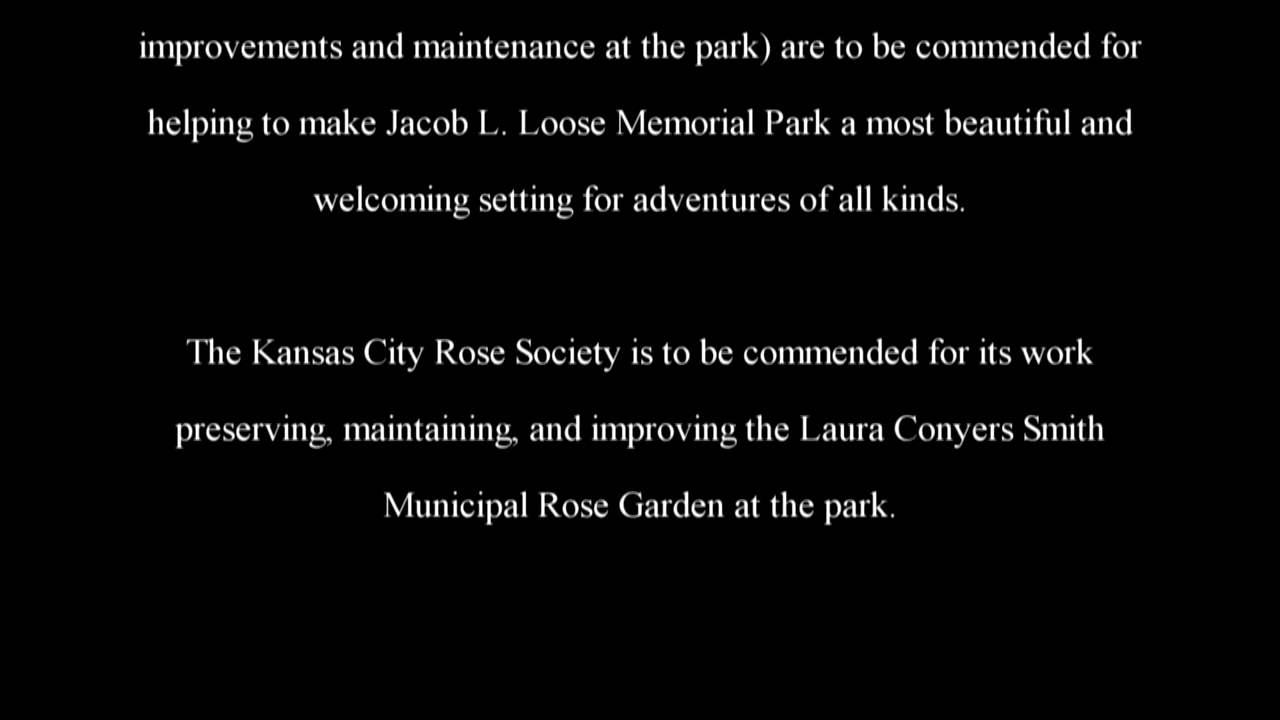 improvements and maintenance at the park) are to be commended for
helping to make Jacob L. Loose Memorial Park a most beautiful and
welcoming setting for adventures of all kinds.
The Kansas City Rose Society is to be commended for its work
preserving, maintaining, and improving the Laura Conyers Smith
Municipal Rose Garden at the park.